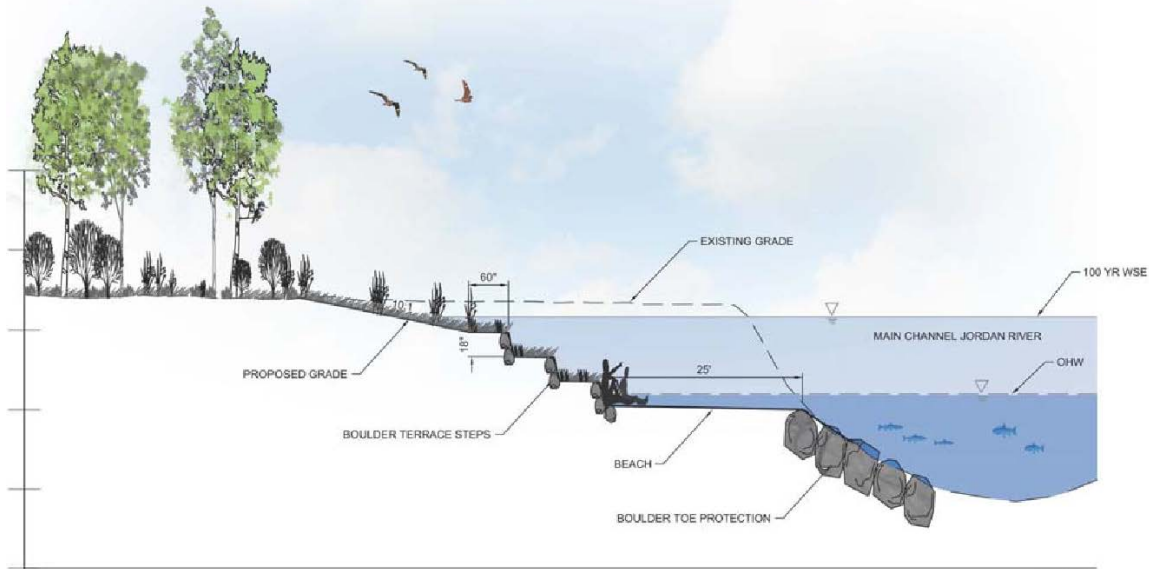 EXISTING GRADE
60"
100 YR WSE
10:1
MAIN CHANNEL JORDAN RIVER
18"
OHW
PROPOSED GRADE
25'
BOULDER TERRACE STEPS
BEACH
BOULDER TOE PROTECTION